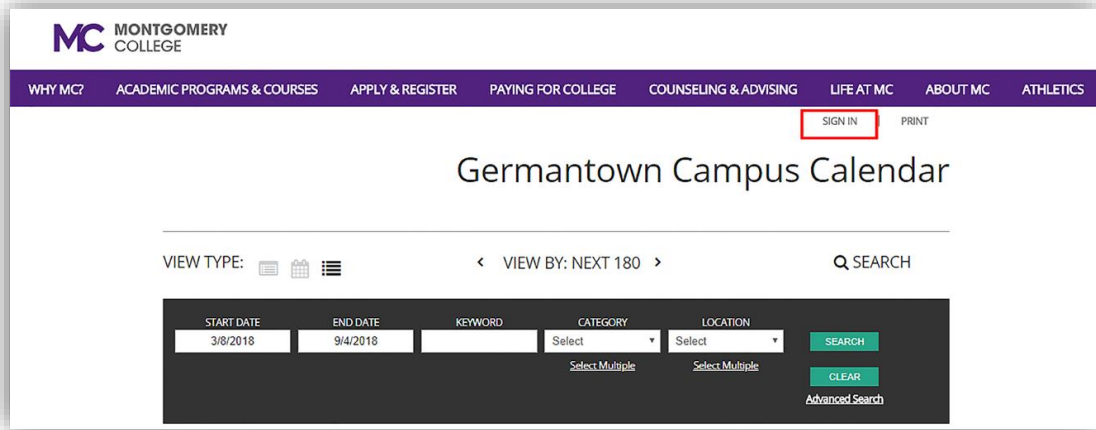 MC MONTGOMERY
COLLEGE
WHY MC? ACADEMIC PROGRAMS & COURSES APPLY & REGISTER PAYING FOR COLLEGE COUNSELING & ADVISING LIFE AT MC ABOUT MC ATHLETICS
SIGN IN | PRINT
Germantown Campus Calendar
VIEW TYPE: < VIEW BY: NEXT 180 > SEARCH
START DATE END DATE KEYWORD CATEGORY LOCATION
3/8/2018 9/4/2018 Select Select SEARCH
Select Multiple Select Multiple
CLEAR
Advanced Search